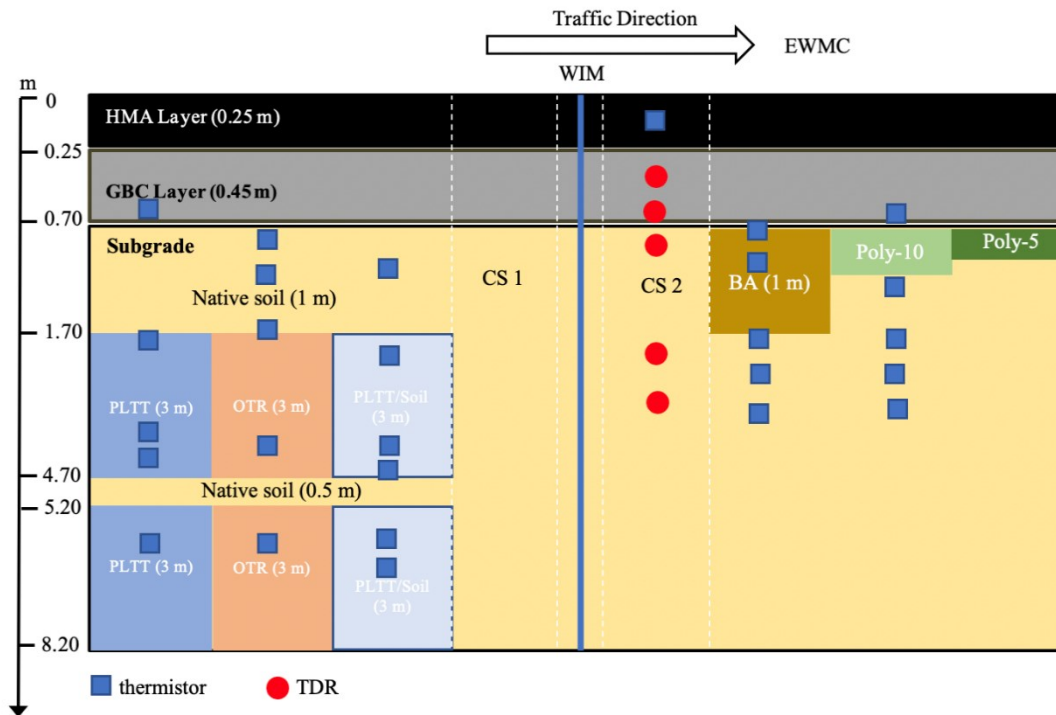 Traffic Direction
EWMC
WIM
m
0
HMA Layer (0.25 m)
0.25
GBC Layer (0.45 m)
0.70
Subgrade
Poly-10
Poly-5
Native soil (1 m)
CS 1
CS 2
BA (1 m)
1.70
PLTT (3 m)
OTR (3 m)
PLTT/Soil
(3 m)
4.70
Native soil (0.5 m)
5.20
PLTT (3 m)
OTR (3 m)
PLTT/Soil
(3 m)
8.20
thermistor
TDR